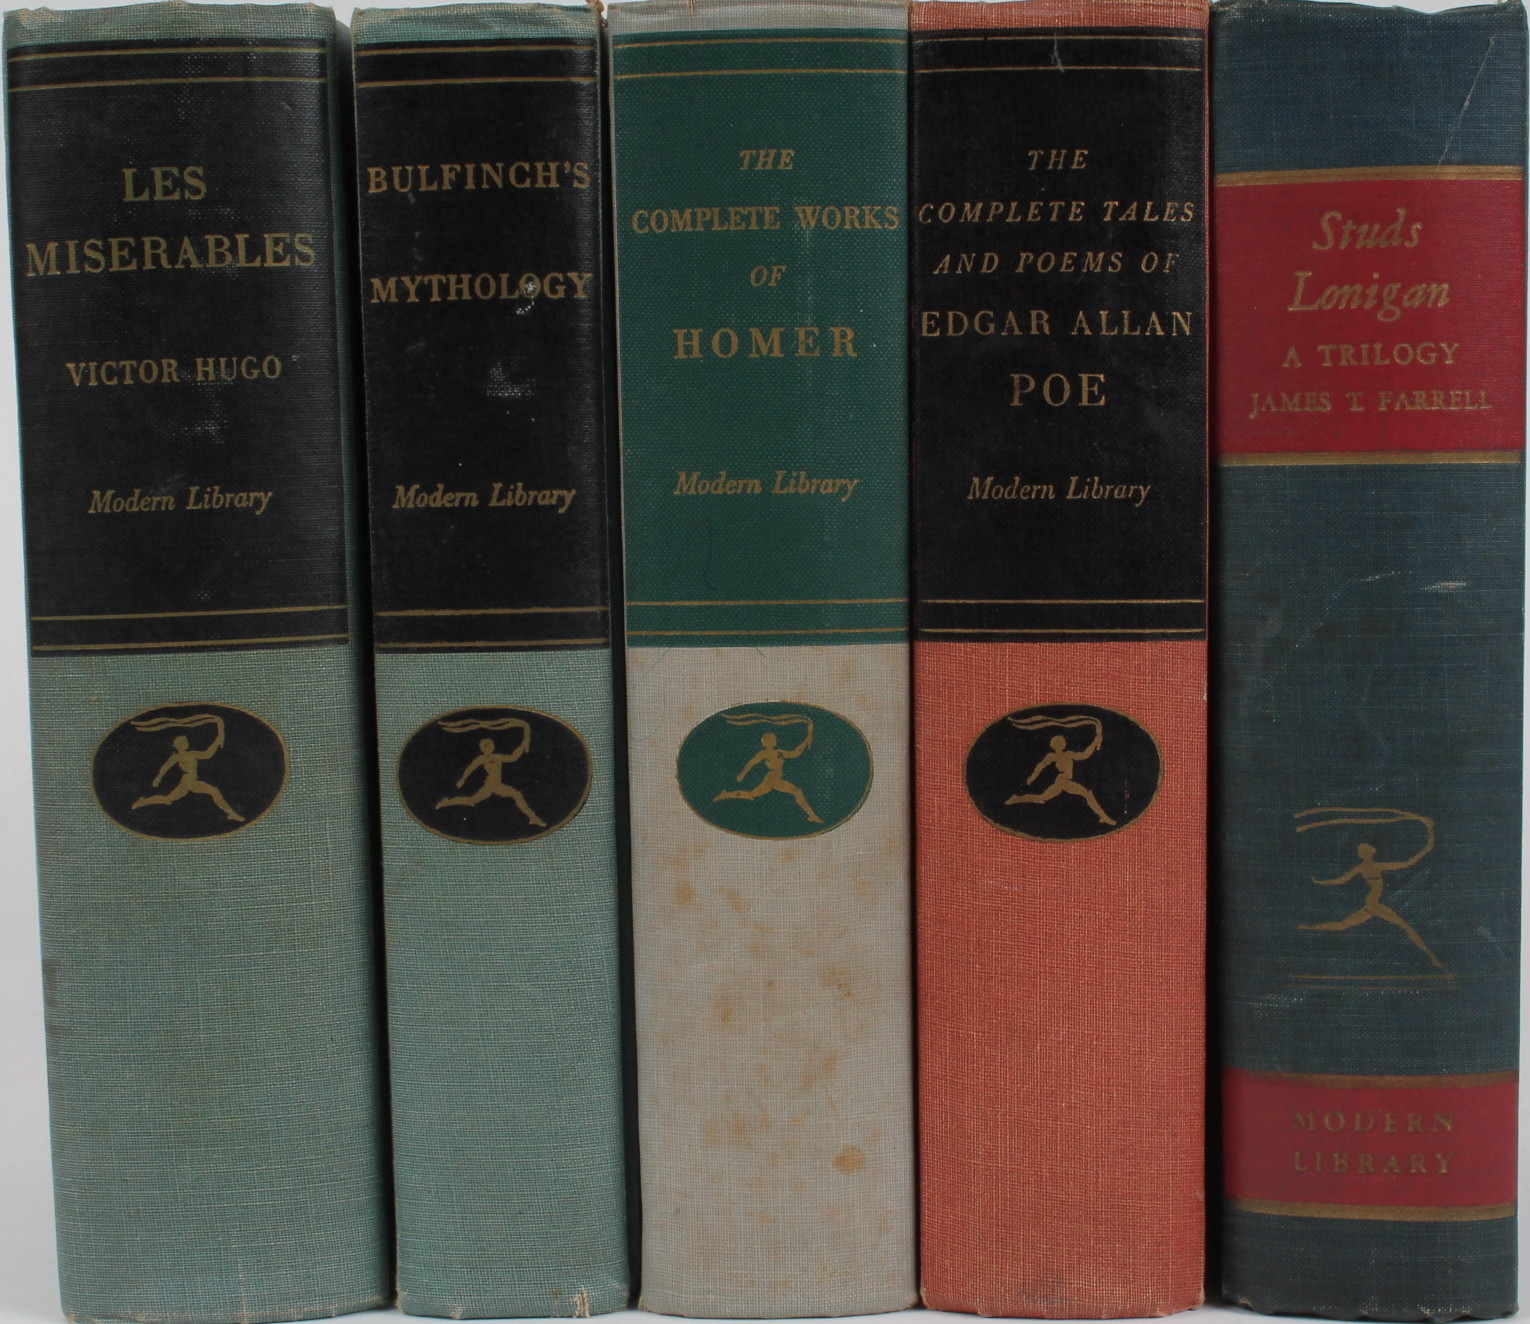 LES
MISERABLES
VICTOR HUGO
Modern Library
BULFINCH'S
MYTHOLOGY
Modern Library
THE
COMPLETE WORKS
OF
HOMER
Modern Library
THE
COMPLETE TALES
AND POEMS OF
EDGAR ALLAN
POE
Modern Library
Studs
Lonigan
A TRILOGY
JAMES T. FARRELL
MODERN
LIBRARY